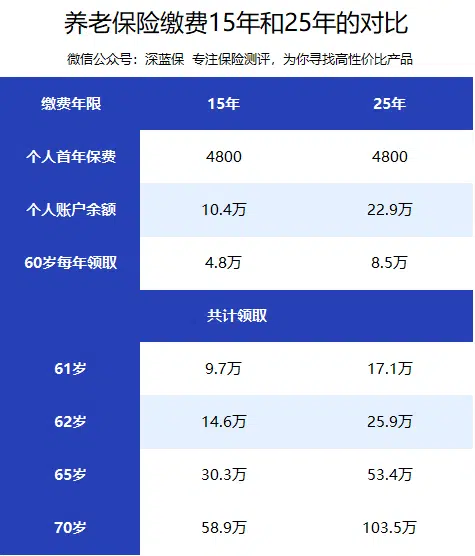 养老保险缴费15年和25年的对比
微信公众号：深蓝保 专注保险测评，为你寻找高性价比产品
缴费年限 15年 25年
个人首年保费 4800 4800
个人账户余额 10.4万 22.9万
60岁每年领取 4.8万 8.5万
共计领取
61岁 9.7万 17.1万
62岁 14.6万 25.9万
65岁 30.3万 53.4万
70岁 58.9万 103.5万